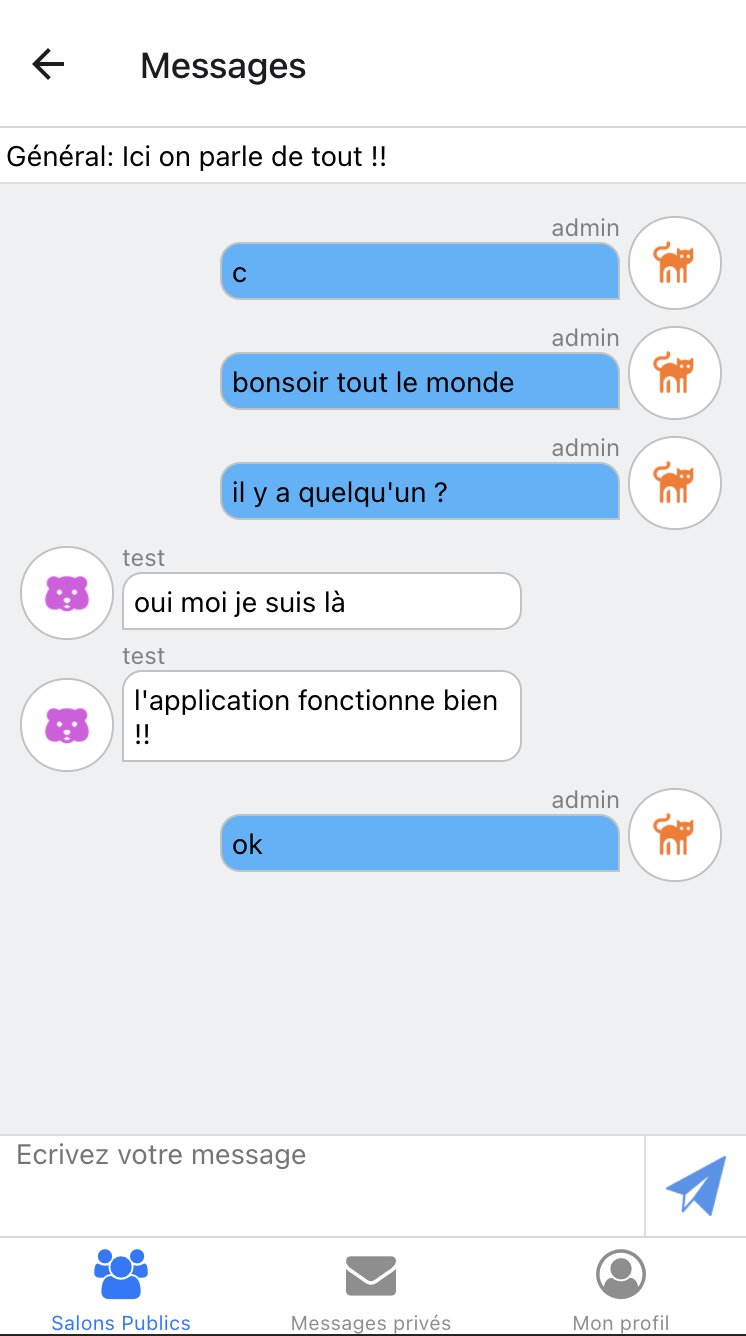 Messages
Général: Ici on parle de tout !!
admin
c
admin
bonsoir tout le monde
admin
il y a quelqu'un ?
test
oui moi je suis là
test
l'application fonctionne bien
!!
admin
ok
Ecrivez votre message
Salons Publics
Messages privés
Mon profil